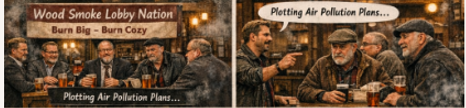 Wood Smoke Lobby Nation
Burn Big – Burn Cozy
Plotting Air Pollution Plans...
Plotting Air Pollution Plans...